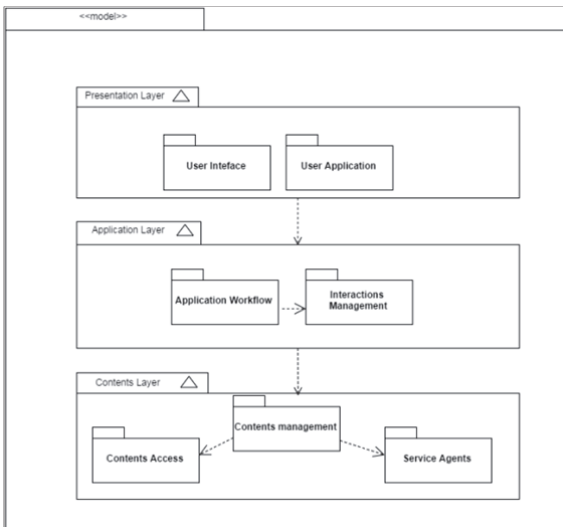 <<model>>
Presentation Layer
User Inteface
User Application
Application Layer
Application Workflow
Interactions
Management
Contents Layer
Contents management
Contents Access
Service Agents